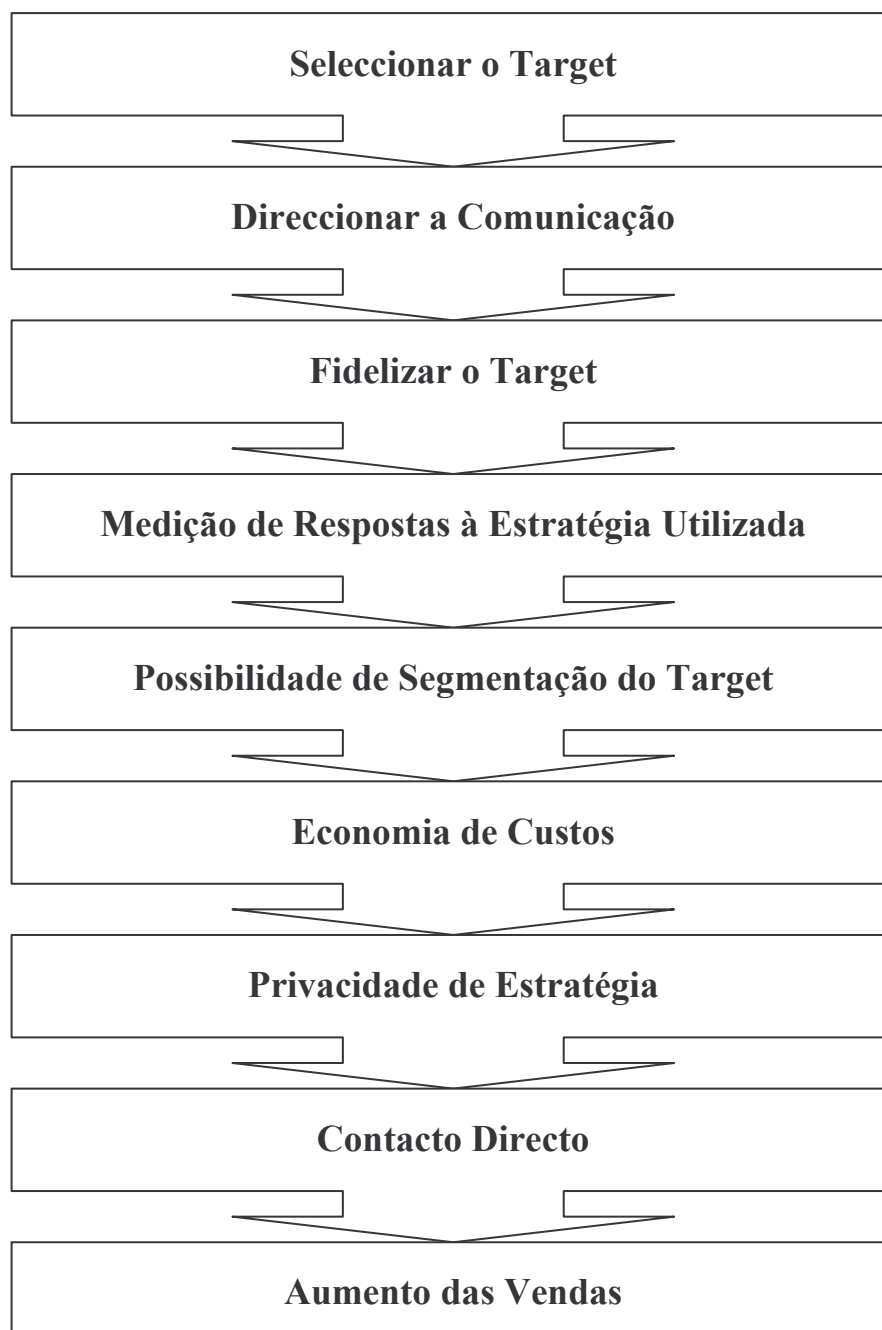 Seleccionar o Target
Direccionar a Comunicação
Fidelizar o Target
Medição de Respostas à Estratégia Utilizada
Possibilidade de Segmentação do Target
Economia de Custos
Privacidade de Estratégia
Contacto Directo
Aumento das Vendas